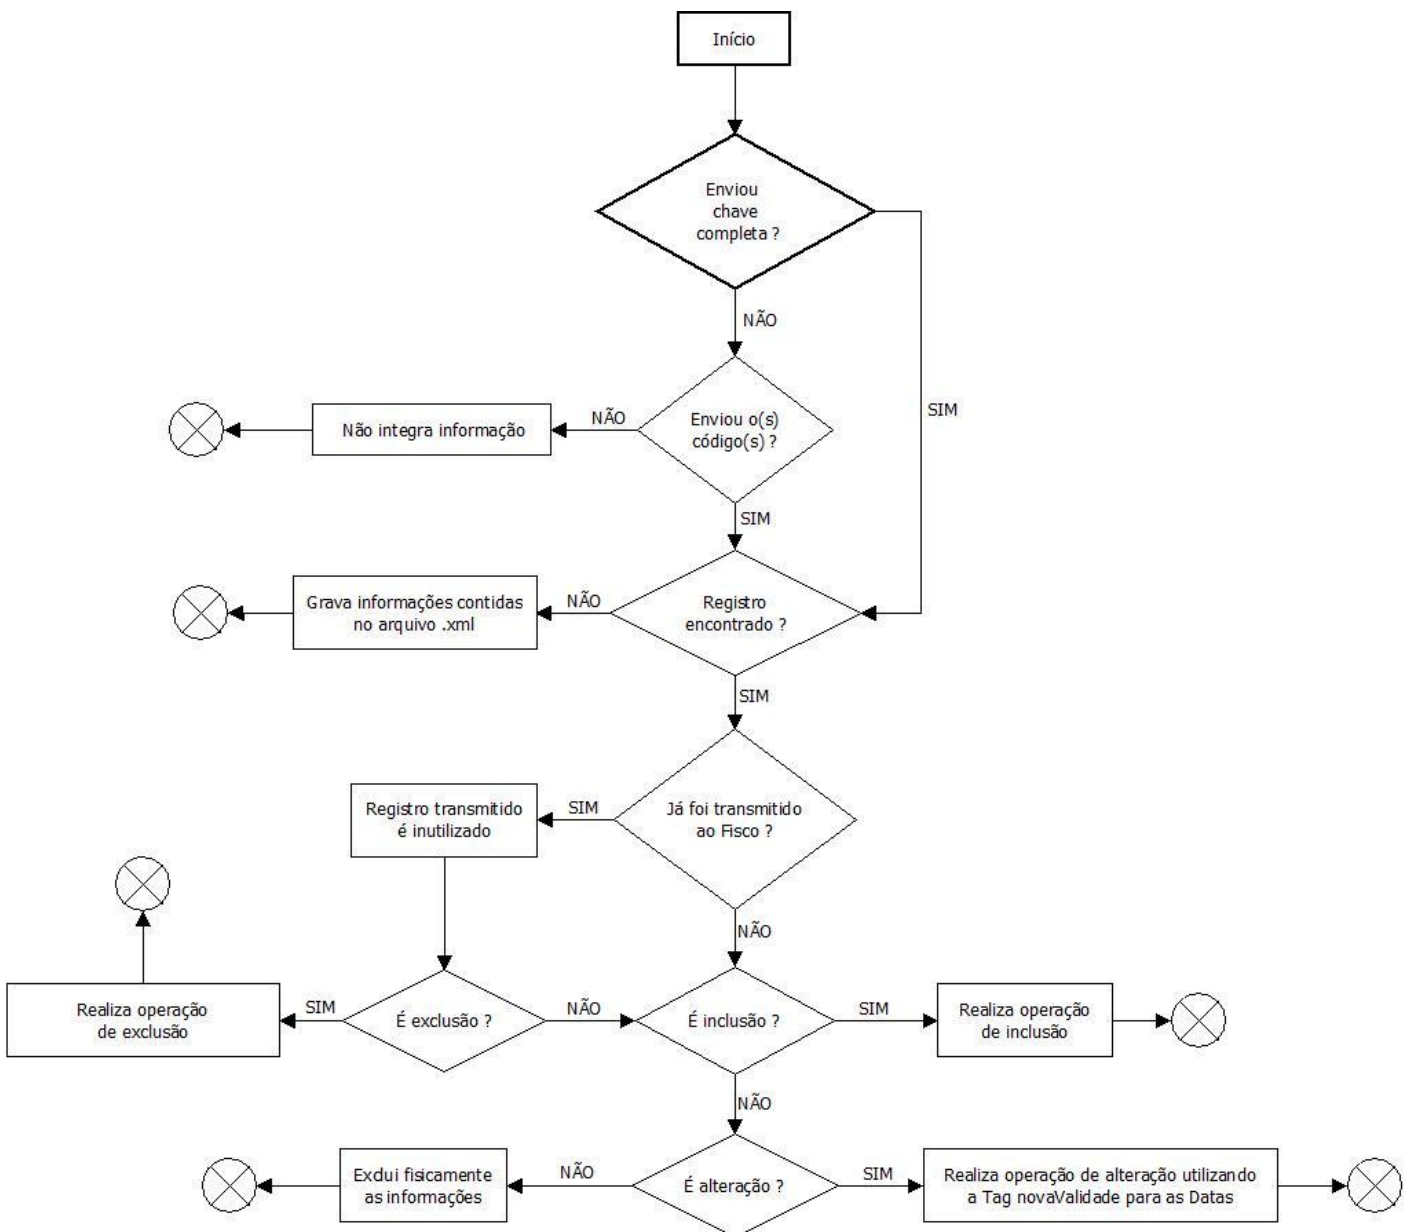 Início
Enviou
chave
completa ?
NÃO
SIM
Enviou o(s)
código(s) ?
NÃO
Não integra informação
SIM
Registro
encontrado ?
NÃO
Grava informações contidas
no arquivo .xml
SIM
Já foi transmitido
ao Fisco ?
SIM
Registro transmitido
é inutilizado
NÃO
É exclusão ?
SIM
Realiza operação
de exclusão
NÃO
É inclusão ?
SIM
Realiza operação
de inclusão
NÃO
É alteração ?
NÃO
Exclui fisicamente
as informações
SIM
Realiza operação de alteração utilizando
a Tag novaValidade para as Datas